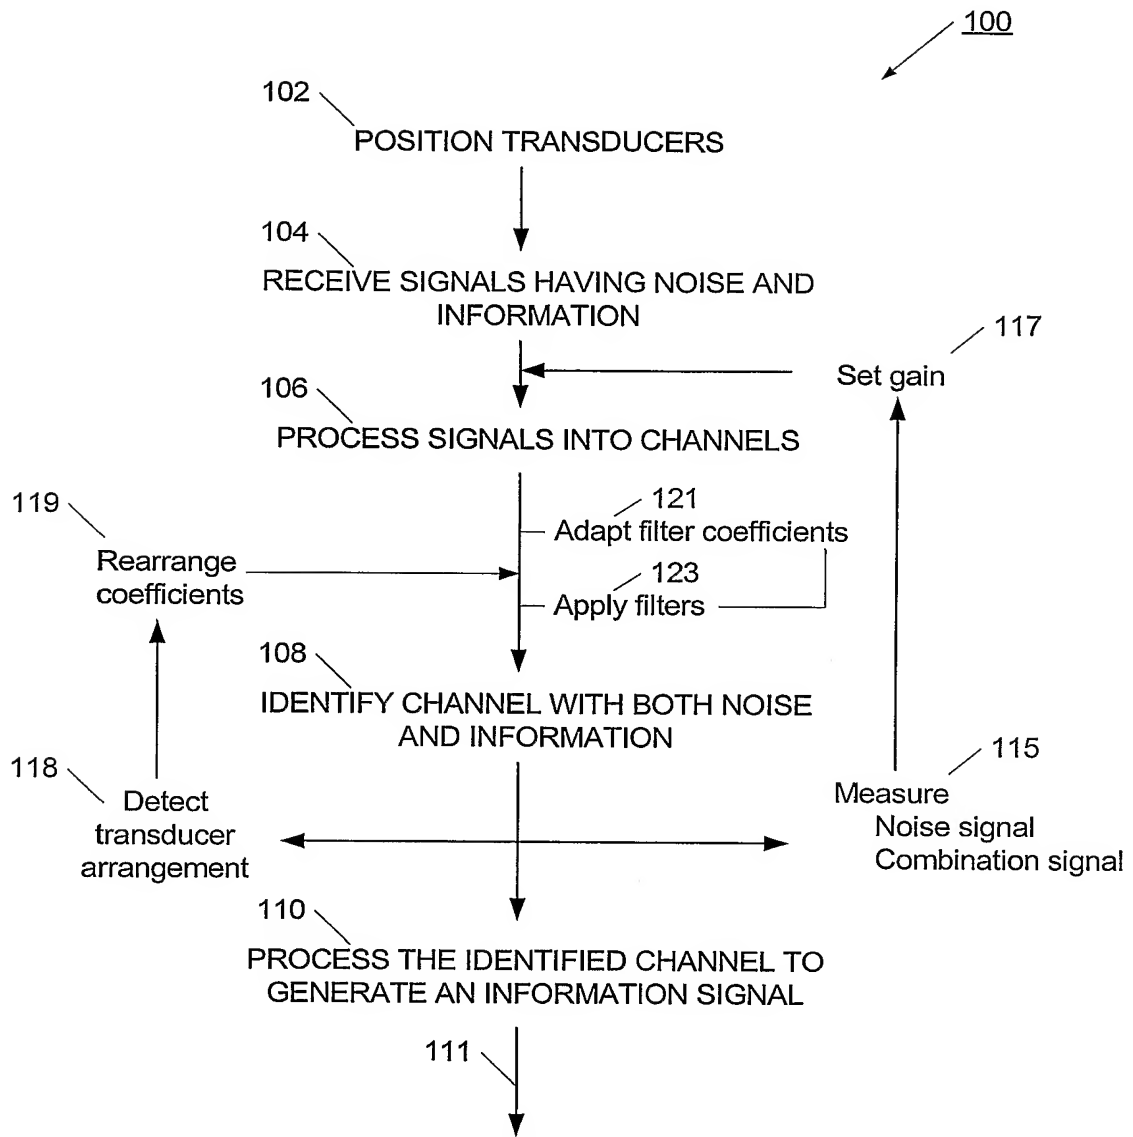 100
102
POSITION TRANSDUCERS
104
RECEIVE SIGNALS HAVING NOISE AND
INFORMATION
117
Set gain
106
PROCESS SIGNALS INTO CHANNELS
119
121
Adapt filter coefficients
Rearrange
coefficients
123
Apply filters
108
IDENTIFY CHANNEL WITH BOTH NOISE
AND INFORMATION
118
Detect
transducer
arrangement
115
Measure
Noise signal
Combination signal
110
PROCESS THE IDENTIFIED CHANNEL TO
GENERATE AN INFORMATION SIGNAL
111